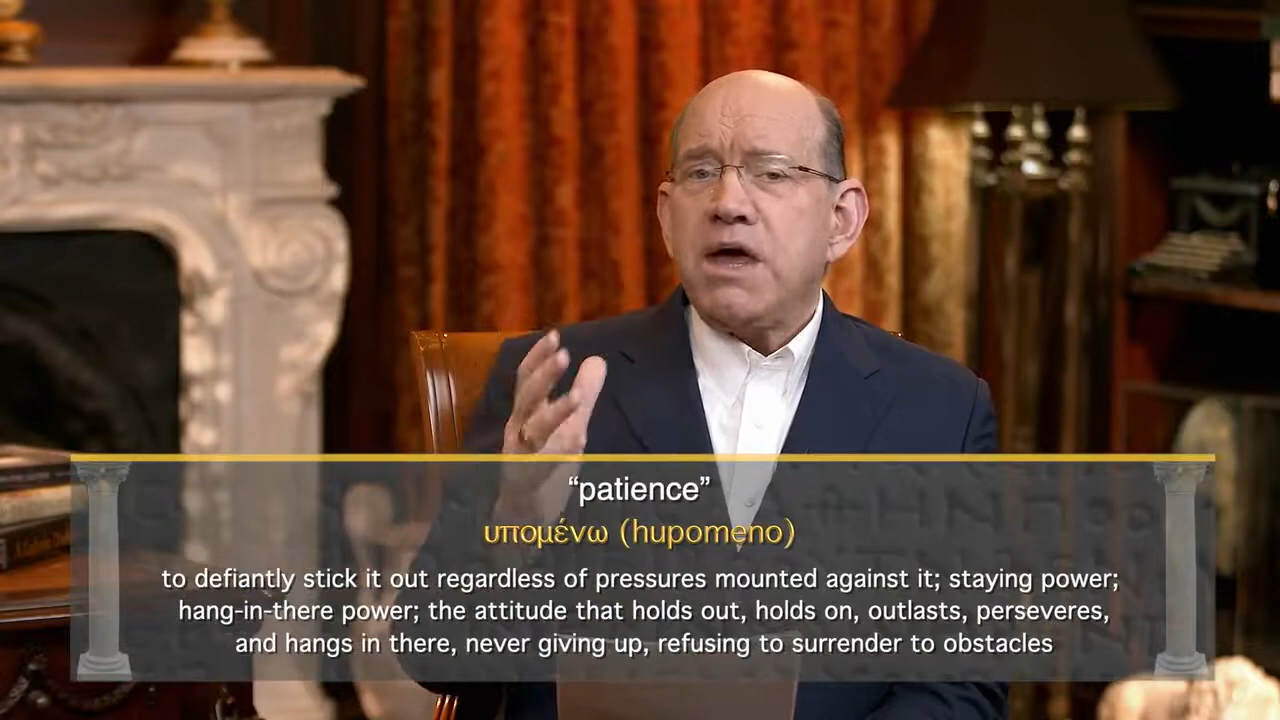 “patience”
υπομένω (hupomeno)
to defiantly stick it out regardless of pressures mounted against it; staying power;
hang-in-there power; the attitude that holds out, holds on, outlasts, perseveres,
and hangs in there, never giving up, refusing to surrender to obstacles